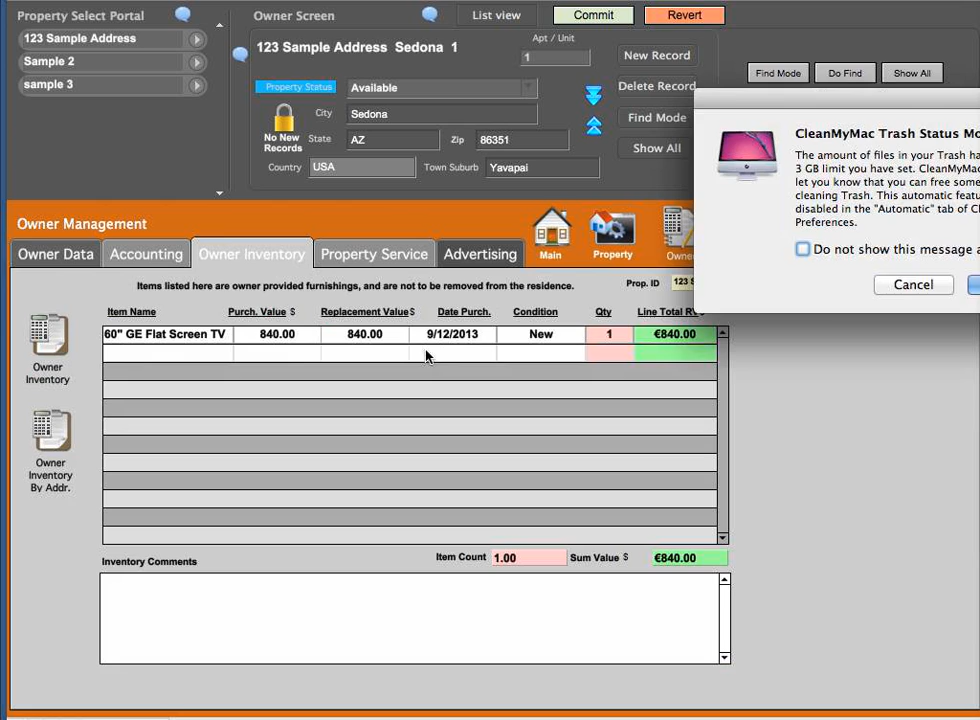 Property Select Portal
123 Sample Address
Sample 2
sample 3
Owner Screen
List view
Commit
Revert
123 Sample Address Sedona 1
Apt / Unit
1
Property Status
Available
City
Sedona
State
AZ
Zip
86351
No New
Records
Country
USA
Town Suburb
Yavapai
New Record
Delete Record
Find Mode
Show All
Find Mode
Do Find
Show All
CleanMyMac Trash Status Mo
The amount of files in your Trash ha
3 GB limit you have set. CleanMyMac
let you know that you can free some
cleaning Trash. This automatic featu
disabled in the "Automatic" tab of C
Preferences.
Do not show this message a
Cancel
Owner Management
Main
Property
Owne
Owner Data
Accounting
Owner Inventory
Property Service
Advertising
Items listed here are owner provided furnishings, and are not to be removed from the residence.
Prop. ID
123 S
Item Name
Purch. Value $
Replacement Value $
Date Purch.
Condition
Qty
Line Total RV
60" GE Flat Screen TV
840.00
840.00
9/12/2013
New
1
€840.00
Owner
Inventory
Owner
Inventory
By Addr.
Inventory Comments
Item Count
1.00
Sum Value $
€840.00